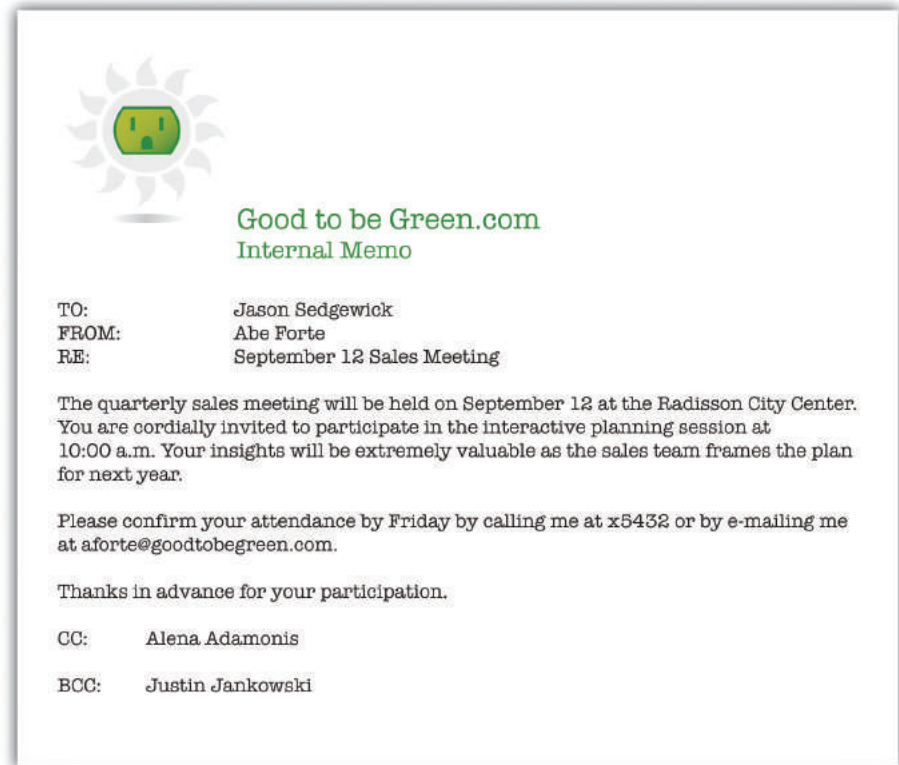 Good to be Green.com
Internal Memo
TO: Jason Sedgewick
FROM: Abe Forte
RE: September 12 Sales Meeting
The quarterly sales meeting will be held on September 12 at the Radisson City Center.
You are cordially invited to participate in the interactive planning session at
10:00 a.m. Your insights will be extremely valuable as the sales team frames the plan
for next year.
Please confirm your attendance by Friday by calling me at x5432 or by e-mailing me
at aforte@goodtobegreen.com.
Thanks in advance for your participation.
CC: Alena Adamonis
BCC: Justin Jankowski